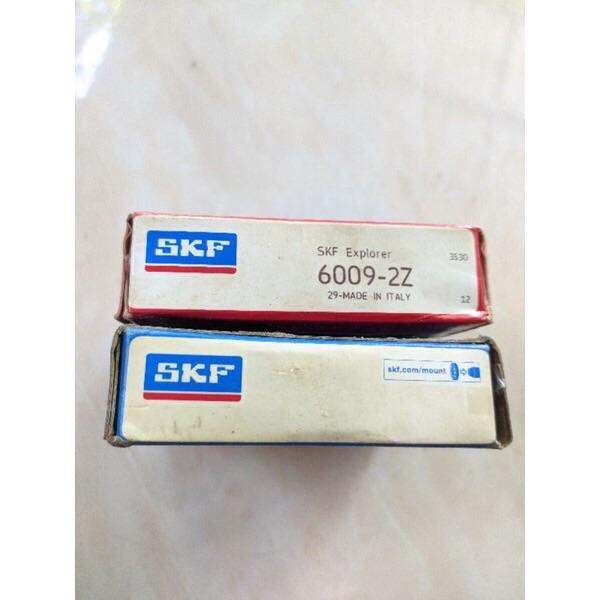 SKF
SKF Explorer
3530
6009-2Z
29-MADE IN ITALY
12
SKF
skf.com/mount